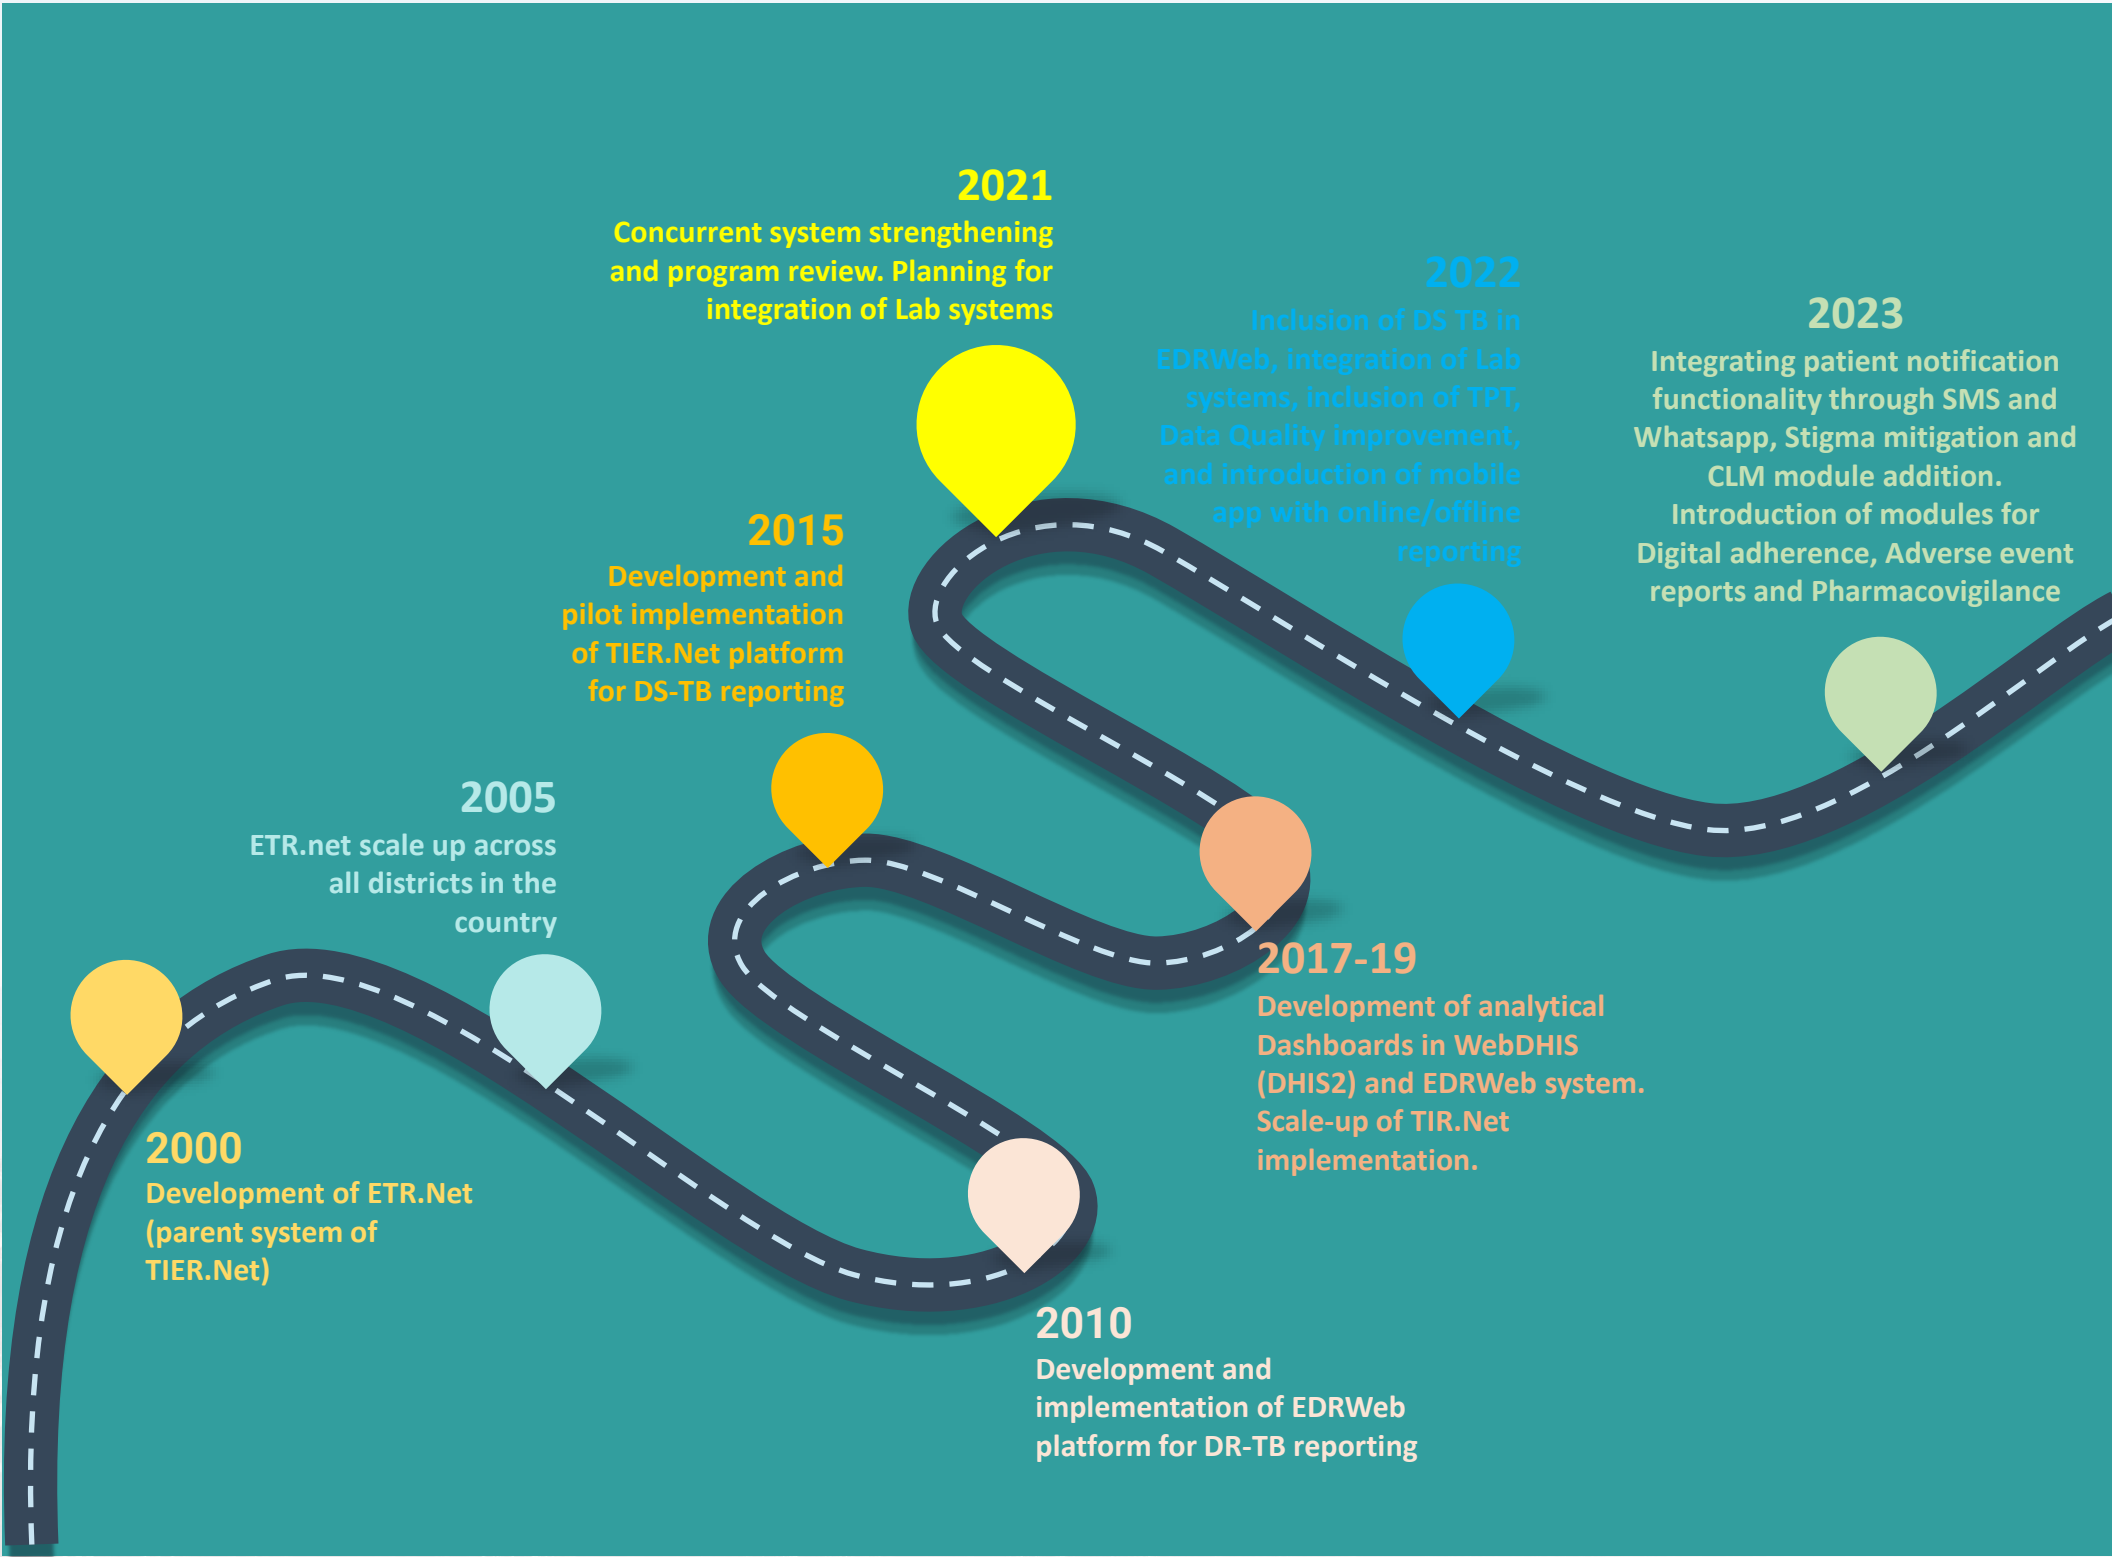 2021
Concurrent system strengthening
and program review. Planning for
integration of Lab systems
2022
Inclusion of DS TB in
EDRWeb, integration of Lab
systems, inclusion of TPT,
Data Quality improvement,
and introduction of mobile
app with online/offline
reporting
2023
Integrating patient notification
functionality through SMS and
Whatsapp, Stigma mitigation and
CLM module addition.
Introduction of modules for
Digital adherence, Adverse event
reports and Pharmacovigilance
2015
Development and
pilot implementation
of TIER.Net platform
for DS-TB reporting
2005
ETR.net scale up across
all districts in the
country
2017-19
Development of analytical
Dashboards in WebDHIS
(DHIS2) and EDRWeb system.
Scale-up of TIR.Net
implementation.
2000
Development of ETR.Net
(parent system of
TIER.Net)
2010
Development and
implementation of EDRWeb
platform for DR-TB reporting